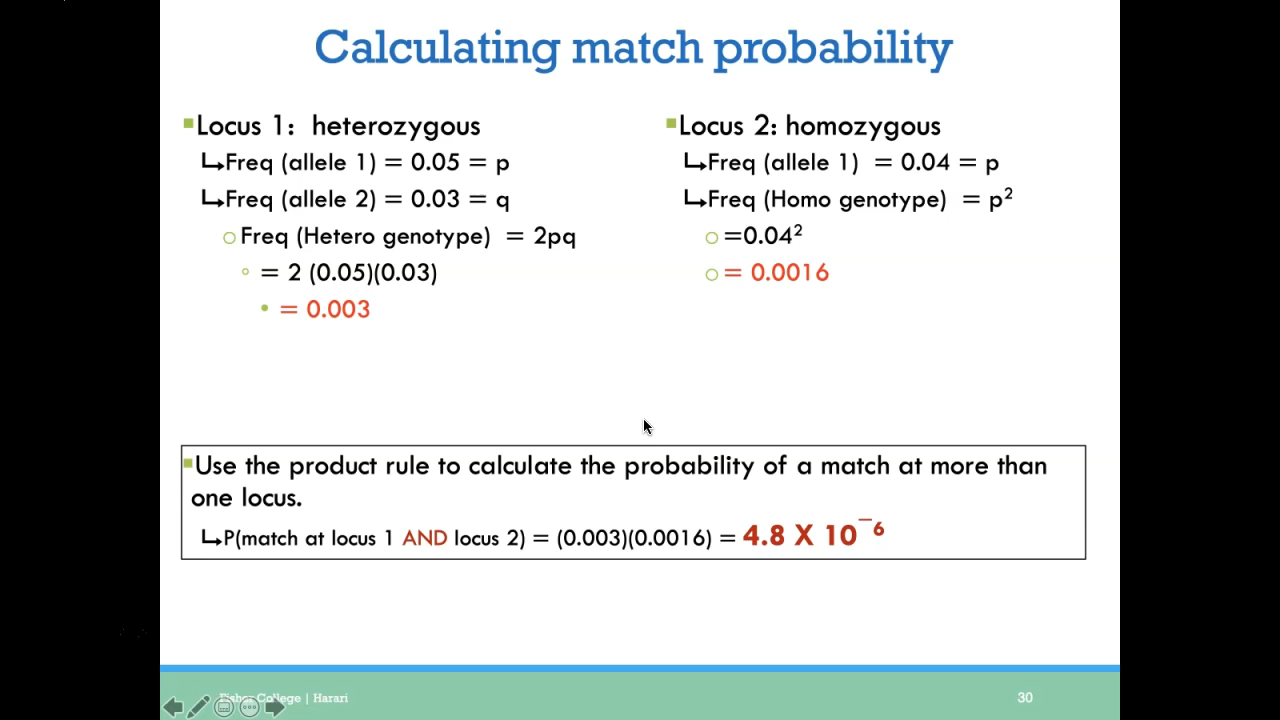 Calculating match probability
Locus 1: heterozygous
Freq (allele 1) = 0.05 = p
Freq (allele 2) = 0.03 = q
Freq (Hetero genotype) = 2pq
= 2 (0.05)(0.03)
= 0.003
Locus 2: homozygous
Freq (allele 1) = 0.04 = p
Freq (Homo genotype) = p²
=0.04²
= 0.0016
Use the product rule to calculate the probability of a match at more than
one locus.
P(match at locus 1 AND locus 2) = (0.003)(0.0016) = 4.8 X 10⁻⁶
Fisher College | Harari
30